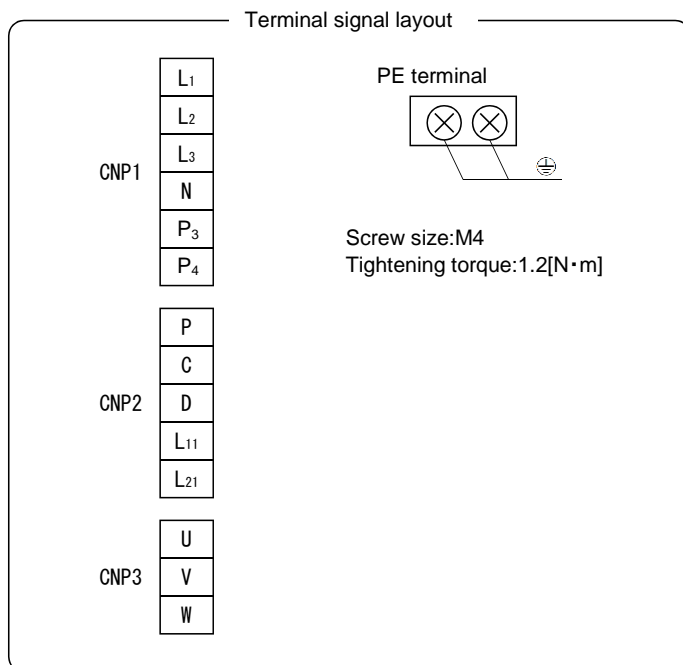 Terminal signal layout
CNP1
L1
L2
L3
N
P3
P4
CNP2
P
C
D
L11
L21
CNP3
U
V
W
PE terminal
Screw size:M4
Tightening torque:1.2[N・m]